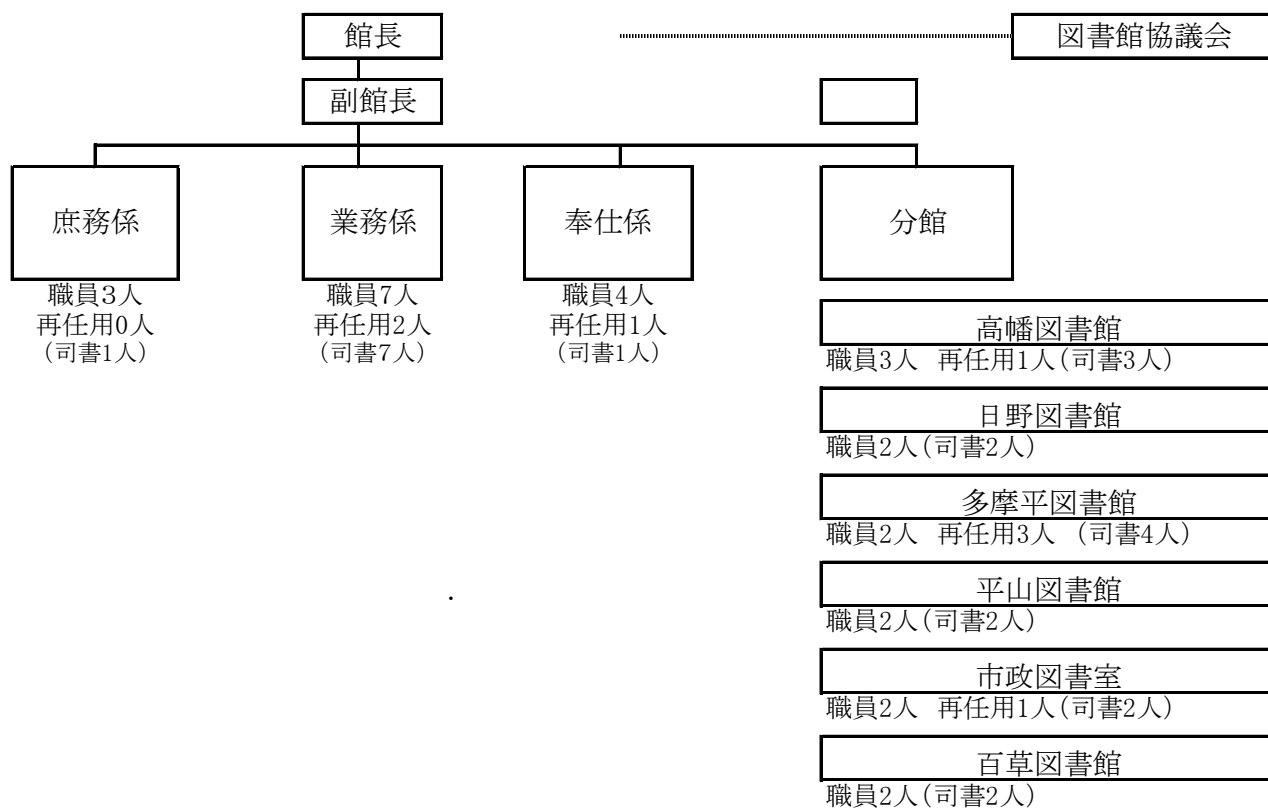 館長
図書館協議会
副館長
庶務係
業務係
奉仕係
分館
職員3人
再任用0人
(司書1人)
職員7人
再任用2人
(司書7人)
職員4人
再任用1人
(司書1人)
高幡図書館
職員3人 再任用1人(司書3人)
日野図書館
職員2人(司書2人)
多摩平図書館
職員2人 再任用3人 (司書4人)
平山図書館
職員2人(司書2人)
市政図書室
職員2人 再任用1人(司書2人)
百草図書館
職員2人(司書2人)